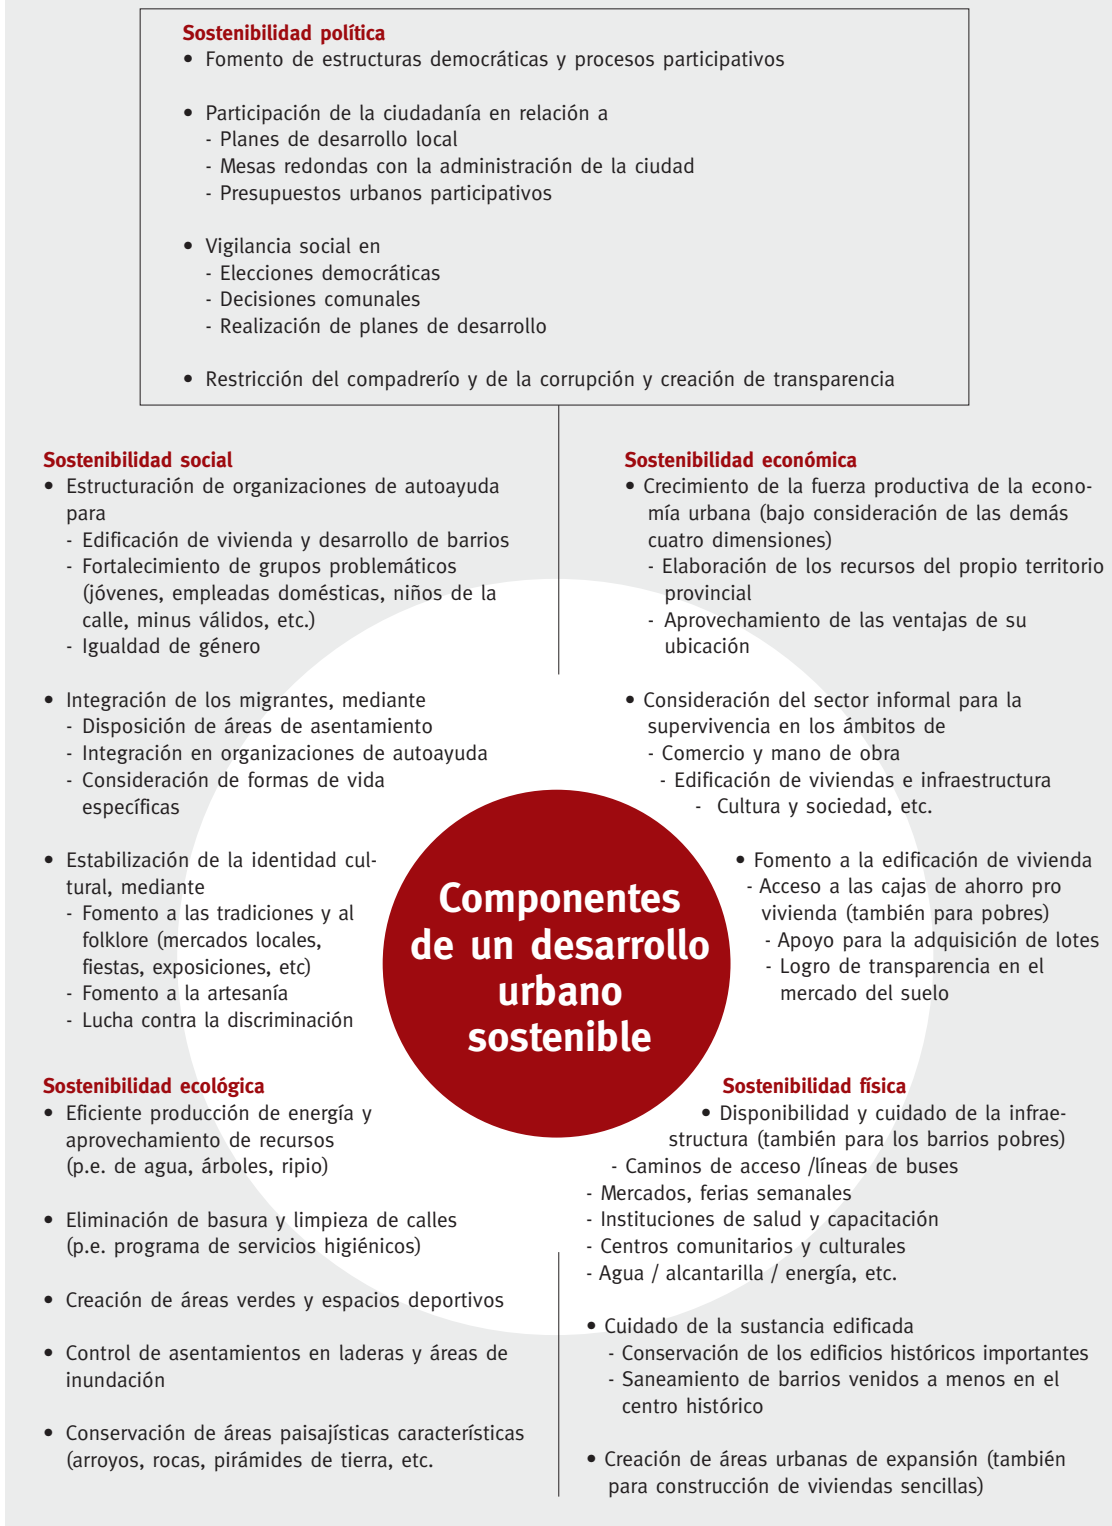 Sostenibilidad política
• Fomento de estructuras democráticas y procesos participativos
• Participación de la ciudadanía en relación a
- Planes de desarrollo local
- Mesas redondas con la administración de la ciudad
- Presupuestos urbanos participativos
• Vigilancia social en
- Elecciones democráticas
- Decisiones comunales
- Realización de planes de desarrollo
• Restricción del compadrerío y de la corrupción y creación de transparencia
Sostenibilidad social
• Estructuración de organizaciones de autoayuda
para
- Edificación de vivienda y desarrollo de barrios
- Fortalecimiento de grupos problemáticos
(jóvenes, empleadas domésticas, niños de la
calle, minus válidos, etc.)
- Igualdad de género
• Integración de los migrantes, mediante
- Disposición de áreas de asentamiento
- Integración en organizaciones de autoayuda
- Consideración de formas de vida
específicas
• Estabilización de la identidad cul-
tural, mediante
- Fomento a las tradiciones y al
folklore (mercados locales,
fiestas, exposiciones, etc)
- Fomento a la artesanía
- Lucha contra la discriminación
Sostenibilidad económica
• Crecimiento de la fuerza productiva de la econo-
mía urbana (bajo consideración de las demás
cuatro dimensiones)
- Elaboración de los recursos del propio territorio
provincial
- Aprovechamiento de las ventajas de su
ubicación
• Consideración del sector informal para la
supervivencia en los ámbitos de
- Comercio y mano de obra
- Edificación de viviendas e infraestructura
- Cultura y sociedad, etc.
• Fomento a la edificación de vivienda
- Acceso a las cajas de ahorro pro
vivienda (también para pobres)
- Apoyo para la adquisición de lotes
- Logro de transparencia en el
mercado del suelo
Componentes
de un desarrollo
urbano
sostenible
Sostenibilidad ecológica
• Eficiente producción de energía y
aprovechamiento de recursos
(p.e. de agua, árboles, ripio)
• Eliminación de basura y limpieza de calles
(p.e. programa de servicios higiénicos)
• Creación de áreas verdes y espacios deportivos
• Control de asentamientos en laderas y áreas de
inundación
• Conservación de áreas paisajísticas características
(arroyos, rocas, pirámides de tierra, etc.
Sostenibilidad física
• Disponibilidad y cuidado de la infrae-
structura (también para los barrios pobres)
- Caminos de acceso /líneas de buses
- Mercados, ferias semanales
- Instituciones de salud y capacitación
- Centros comunitarios y culturales
- Agua / alcantarilla / energía, etc.
• Cuidado de la sustancia edificada
- Conservación de los edificios históricos importantes
- Saneamiento de barrios venidos a menos en el
centro histórico
• Creación de áreas urbanas de expansión (también
para construcción de viviendas sencillas)